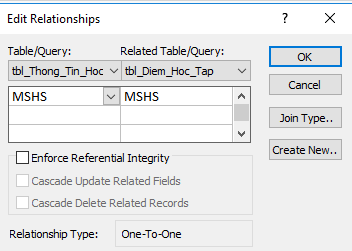 Edit Relationships
Table/Query: Related Table/Query:
tbl_Thong_Tin_Hoc tbl_Diem_Hoc_Tap
MSHS MSHS
Enforce Referential Integrity
Cascade Update Related Fields
Cascade Delete Related Records
Relationship Type: One-To-One
OK
Cancel
Join Type..
Create New..